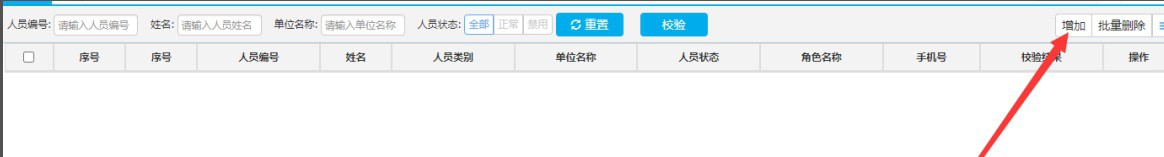 人员编号: 请输入人员编号 姓名: 请输入人员姓名 单位名称: 请输入单位名称 人员状态: 全部 正常 禁用 重置 校验 增加 批量删除
序号 序号 人员编号 姓名 人员类别 单位名称 人员状态 角色名称 手机号 校验结果 操作